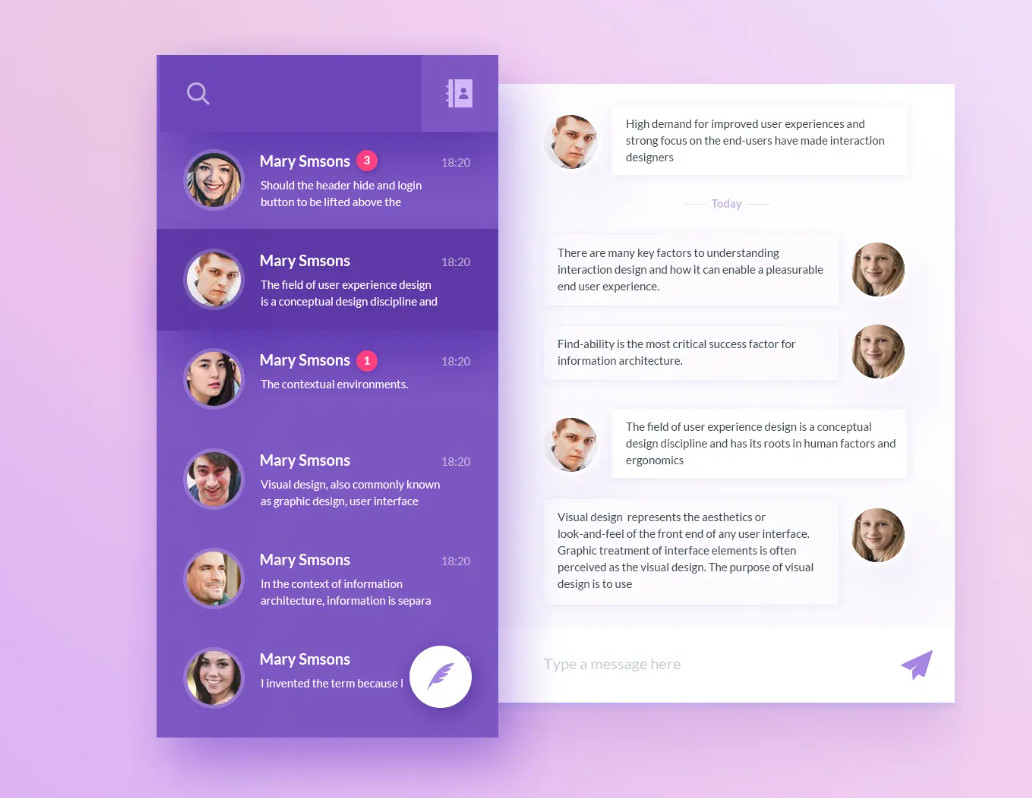 Mary Smsons 3 18:20
Should the header hide and login
button to be lifted above the
Mary Smsons 18:20
The field of user experience design
is a conceptual design discipline and
Mary Smsons 1 18:20
The contextual environments.
Mary Smsons 18:20
Visual design, also commonly known
as graphic design, user interface
Mary Smsons 18:20
In the context of information
architecture, information is separa
Mary Smsons
I invented the term because I
High demand for improved user experiences and
strong focus on the end-users have made interaction
designers
Today
There are many key factors to understanding
interaction design and how it can enable a pleasurable
end user experience.
Find-ability is the most critical success factor for
information architecture.
The field of user experience design is a conceptual
design discipline and has its roots in human factors and
ergonomics
Visual design represents the aesthetics or
look-and-feel of the front end of any user interface.
Graphic treatment of interface elements is often
perceived as the visual design. The purpose of visual
design is to use
Type a message here